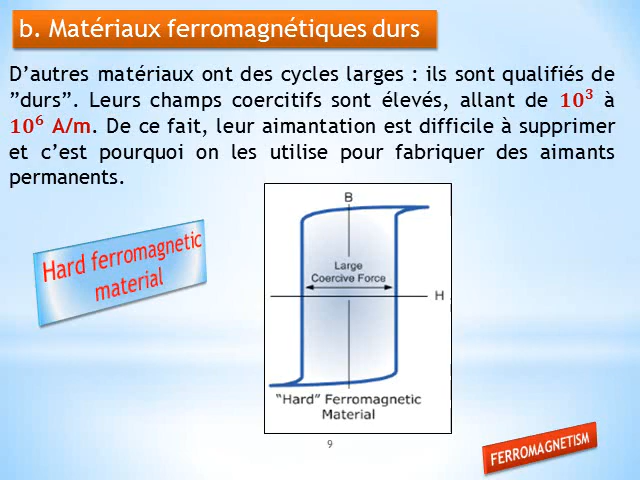 b. Matériaux ferromagnétiques durs
D’autres matériaux ont des cycles larges : ils sont qualifiés de
”durs”. Leurs champs coercitifs sont élevés, allant de 10³ à
10⁶ A/m. De ce fait, leur aimantation est difficile à supprimer
et c’est pourquoi on les utilise pour fabriquer des aimants
permanents.
Hard ferromagnetic
material
B
Large
Coercive Force
H
“Hard” Ferromagnetic
Material
9
FERROMAGNETISM